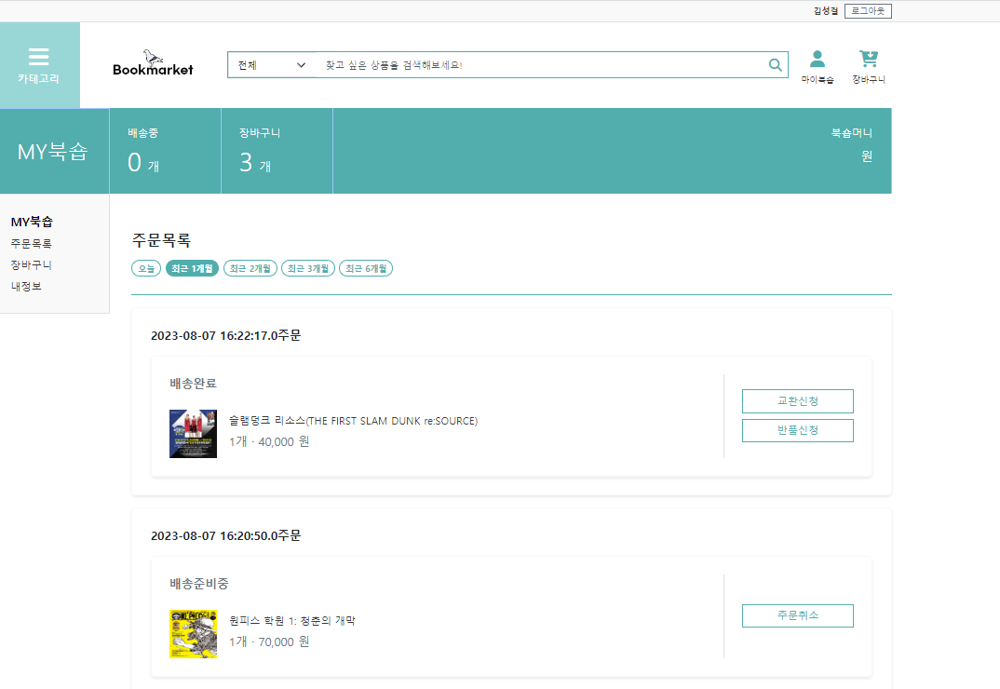 김성결 로그아웃
카테고리
Bookmarket
전체
찾고 싶은 상품을 검색해보세요!
마이북숍
장바구니
MY북숍
배송중
0 개
장바구니
3 개
북숍머니
원
MY북숍
주문목록
장바구니
내정보
주문목록
오늘 최근 1개월 최근 2개월 최근 3개월 최근 6개월
2023-08-07 16:22:17.0주문
배송완료
슬램덩크 리소스(THE FIRST SLAM DUNK re:SOURCE)
1개 · 40,000 원
교환신청
반품신청
2023-08-07 16:20:50.0주문
배송준비중
원피스 학원 1: 청춘의 개막
1개 · 70,000 원
주문취소